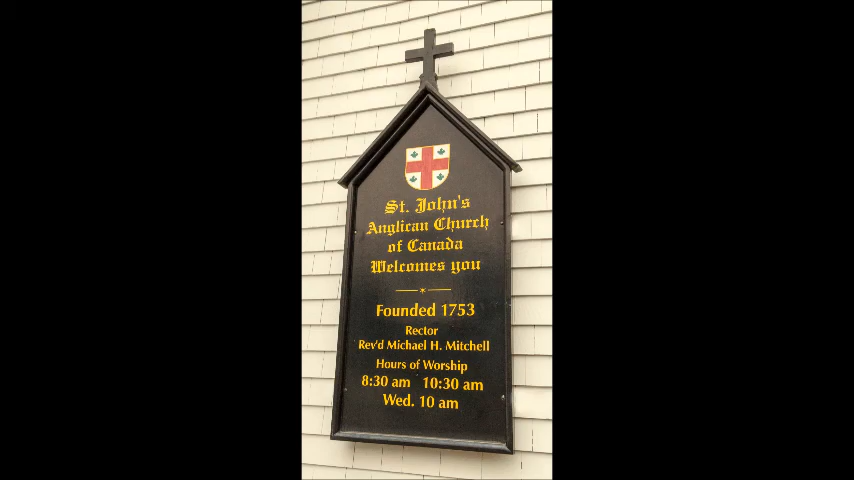 St. John's
Anglican Church
of Canada
Welcomes you
Founded 1753
Rector
Rev'd Michael H. Mitchell
Hours of Worship
8:30 am 10:30 am
Wed. 10 am